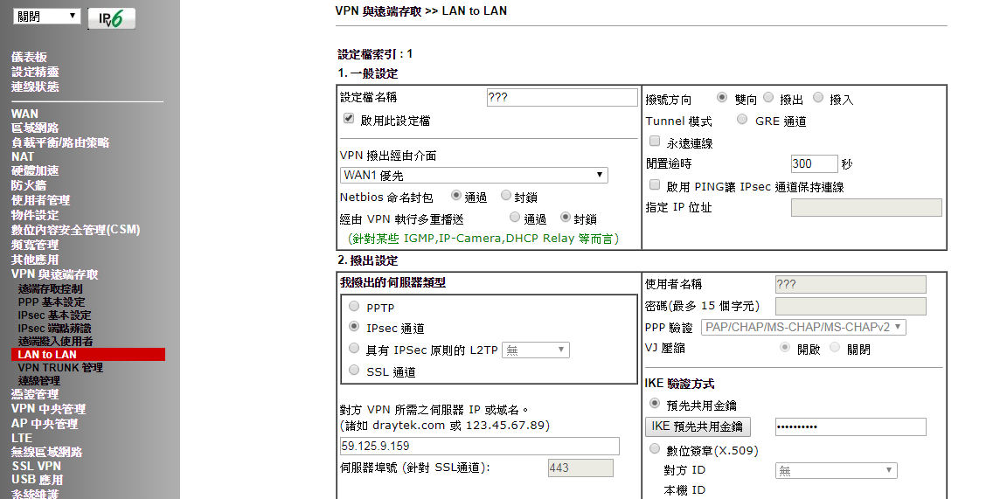 關閉
IPv6
儀表板
設定精靈
連線狀態
WAN
區域網路
負載平衡/路由策略
NAT
硬體加速
防火牆
使用者管理
物件設定
數位內容安全管理(CSM)
頻寬管理
其他應用
VPN 與遠端存取
遠端存取控制
PPP 基本設定
IPsec 基本設定
IPsec 端點辨識
遠端撥入使用者
LAN to LAN
VPN TRUNK 管理
連線管理
憑證管理
VPN 中央管理
AP 中央管理
LTE
無線區域網路
SSL VPN
USB 應用
系統維護
VPN 與遠端存取 >> LAN to LAN
設定檔索引 : 1
1. 一般設定
設定檔名稱 ???
啟用此設定檔
VPN 撥出經由介面
WAN1 優先
Netbios 命名封包 通過 封鎖
經由 VPN 執行多重播送 通過 封鎖
(針對某些 IGMP,IP-Camera,DHCP Relay 等而言)
撥號方向 雙向 撥出 撥入
Tunnel 模式 GRE 通道
永遠連線
閒置逾時 300 秒
啟用 PING讓 IPsec 通道保持連線
指定 IP 位址
2. 撥出設定
我撥出的伺服器類型
PPTP
IPsec 通道
具有 IPSec 原則的 L2TP 無
SSL 通道
對方 VPN 所需之伺服器 IP 或域名。
(諸如 draytek.com 或 123.45.67.89)
59.125.9.159
伺服器埠號 (針對 SSL通道): 443
使用者名稱 ???
密碼(最多 15 個字元)
PPP 驗證 PAP/CHAP/MS-CHAP/MS-CHAPv2
VJ 壓縮 開啟 關閉
IKE 驗證方式
預先共用金鑰
IKE 預先共用金鑰 ••••••••••
數位簽章(X.509)
對方 ID 無
本機 ID